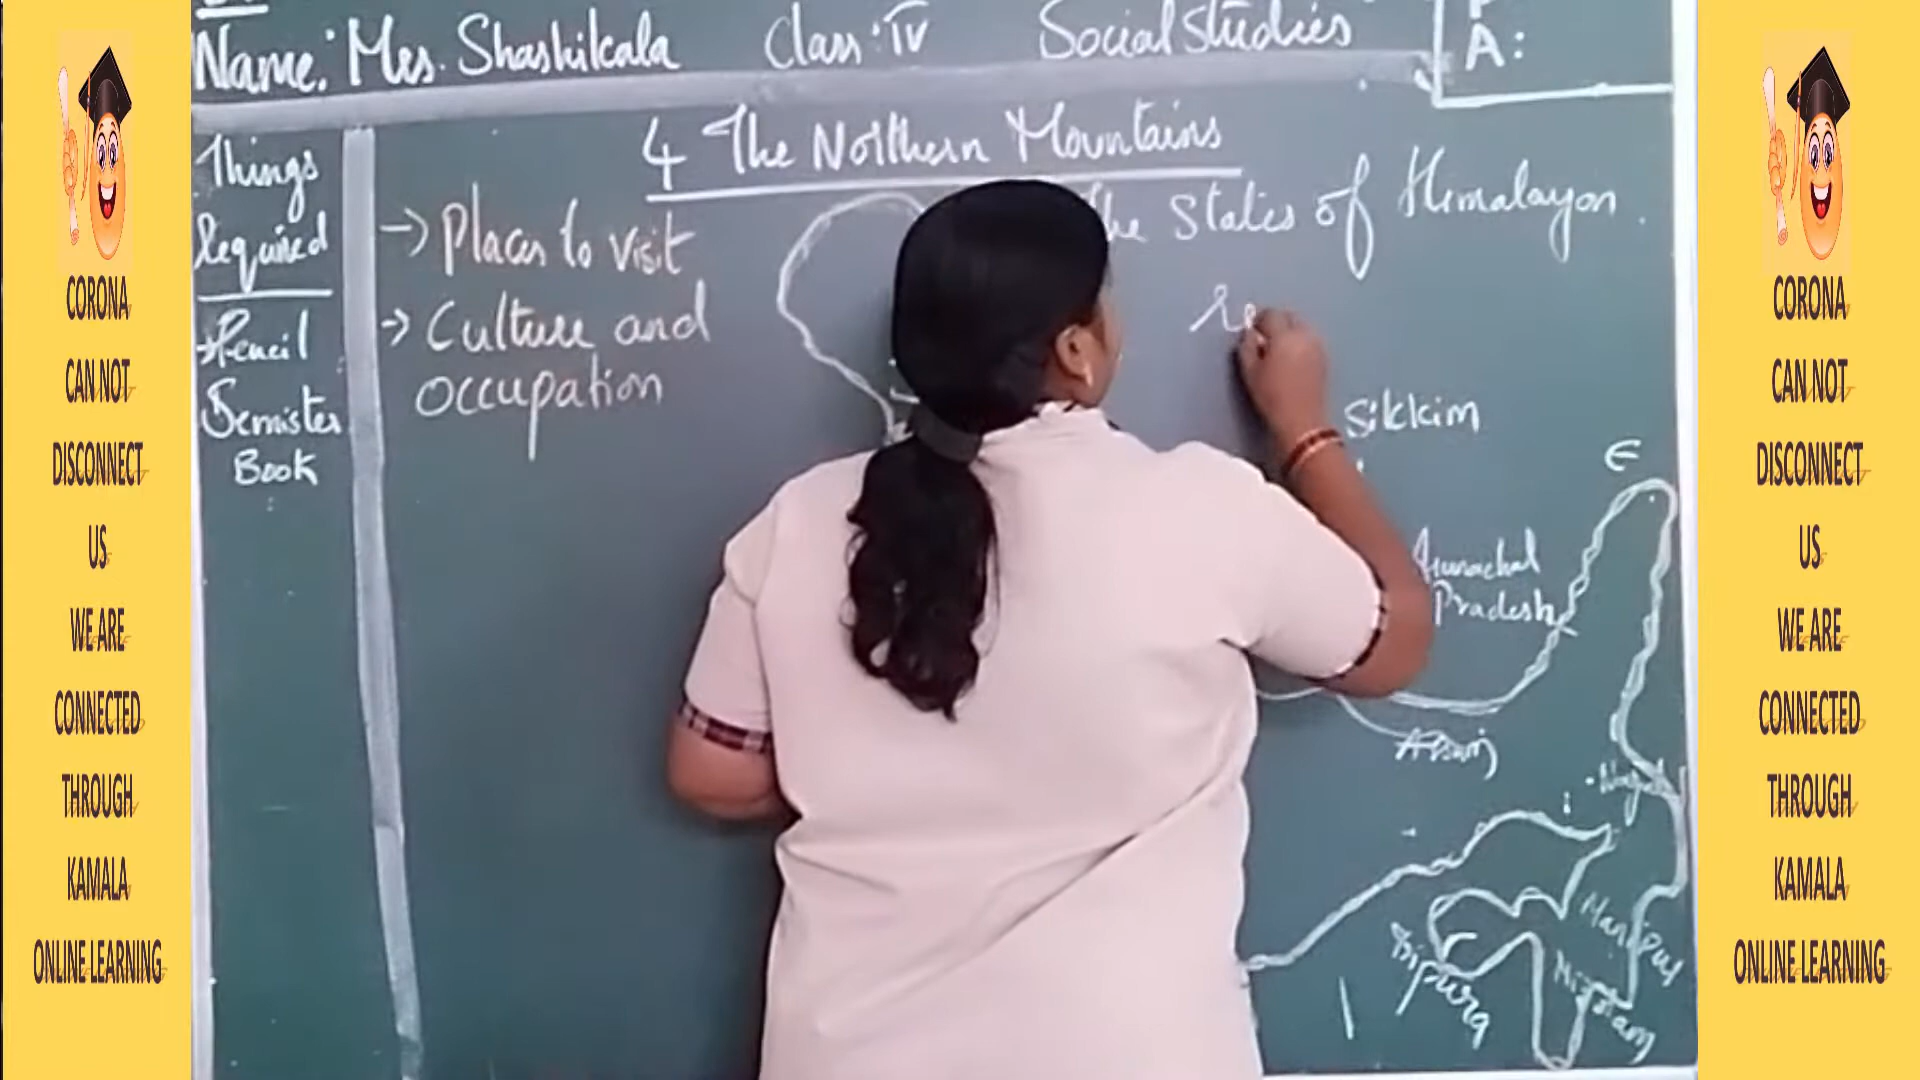 CORONA
CAN NOT
DISCONNECT
US
WE ARE
CONNECTED
THROUGH
KAMALA
ONLINE LEARNING
Name: Mrs. Shashikala Class: IV Social Studies
A:
Things
Required
→Pencil
Semister
Book
4 The Northern Mountains
→ Places to visit
→ Culture and
occupation
The States of Himalayan
Sikkim
E
Arunachal
Pradesh
Assam
Manipur
Tripura
Mizoram
CORONA
CAN NOT
DISCONNECT
US
WE ARE
CONNECTED
THROUGH
KAMALA
ONLINE LEARNING